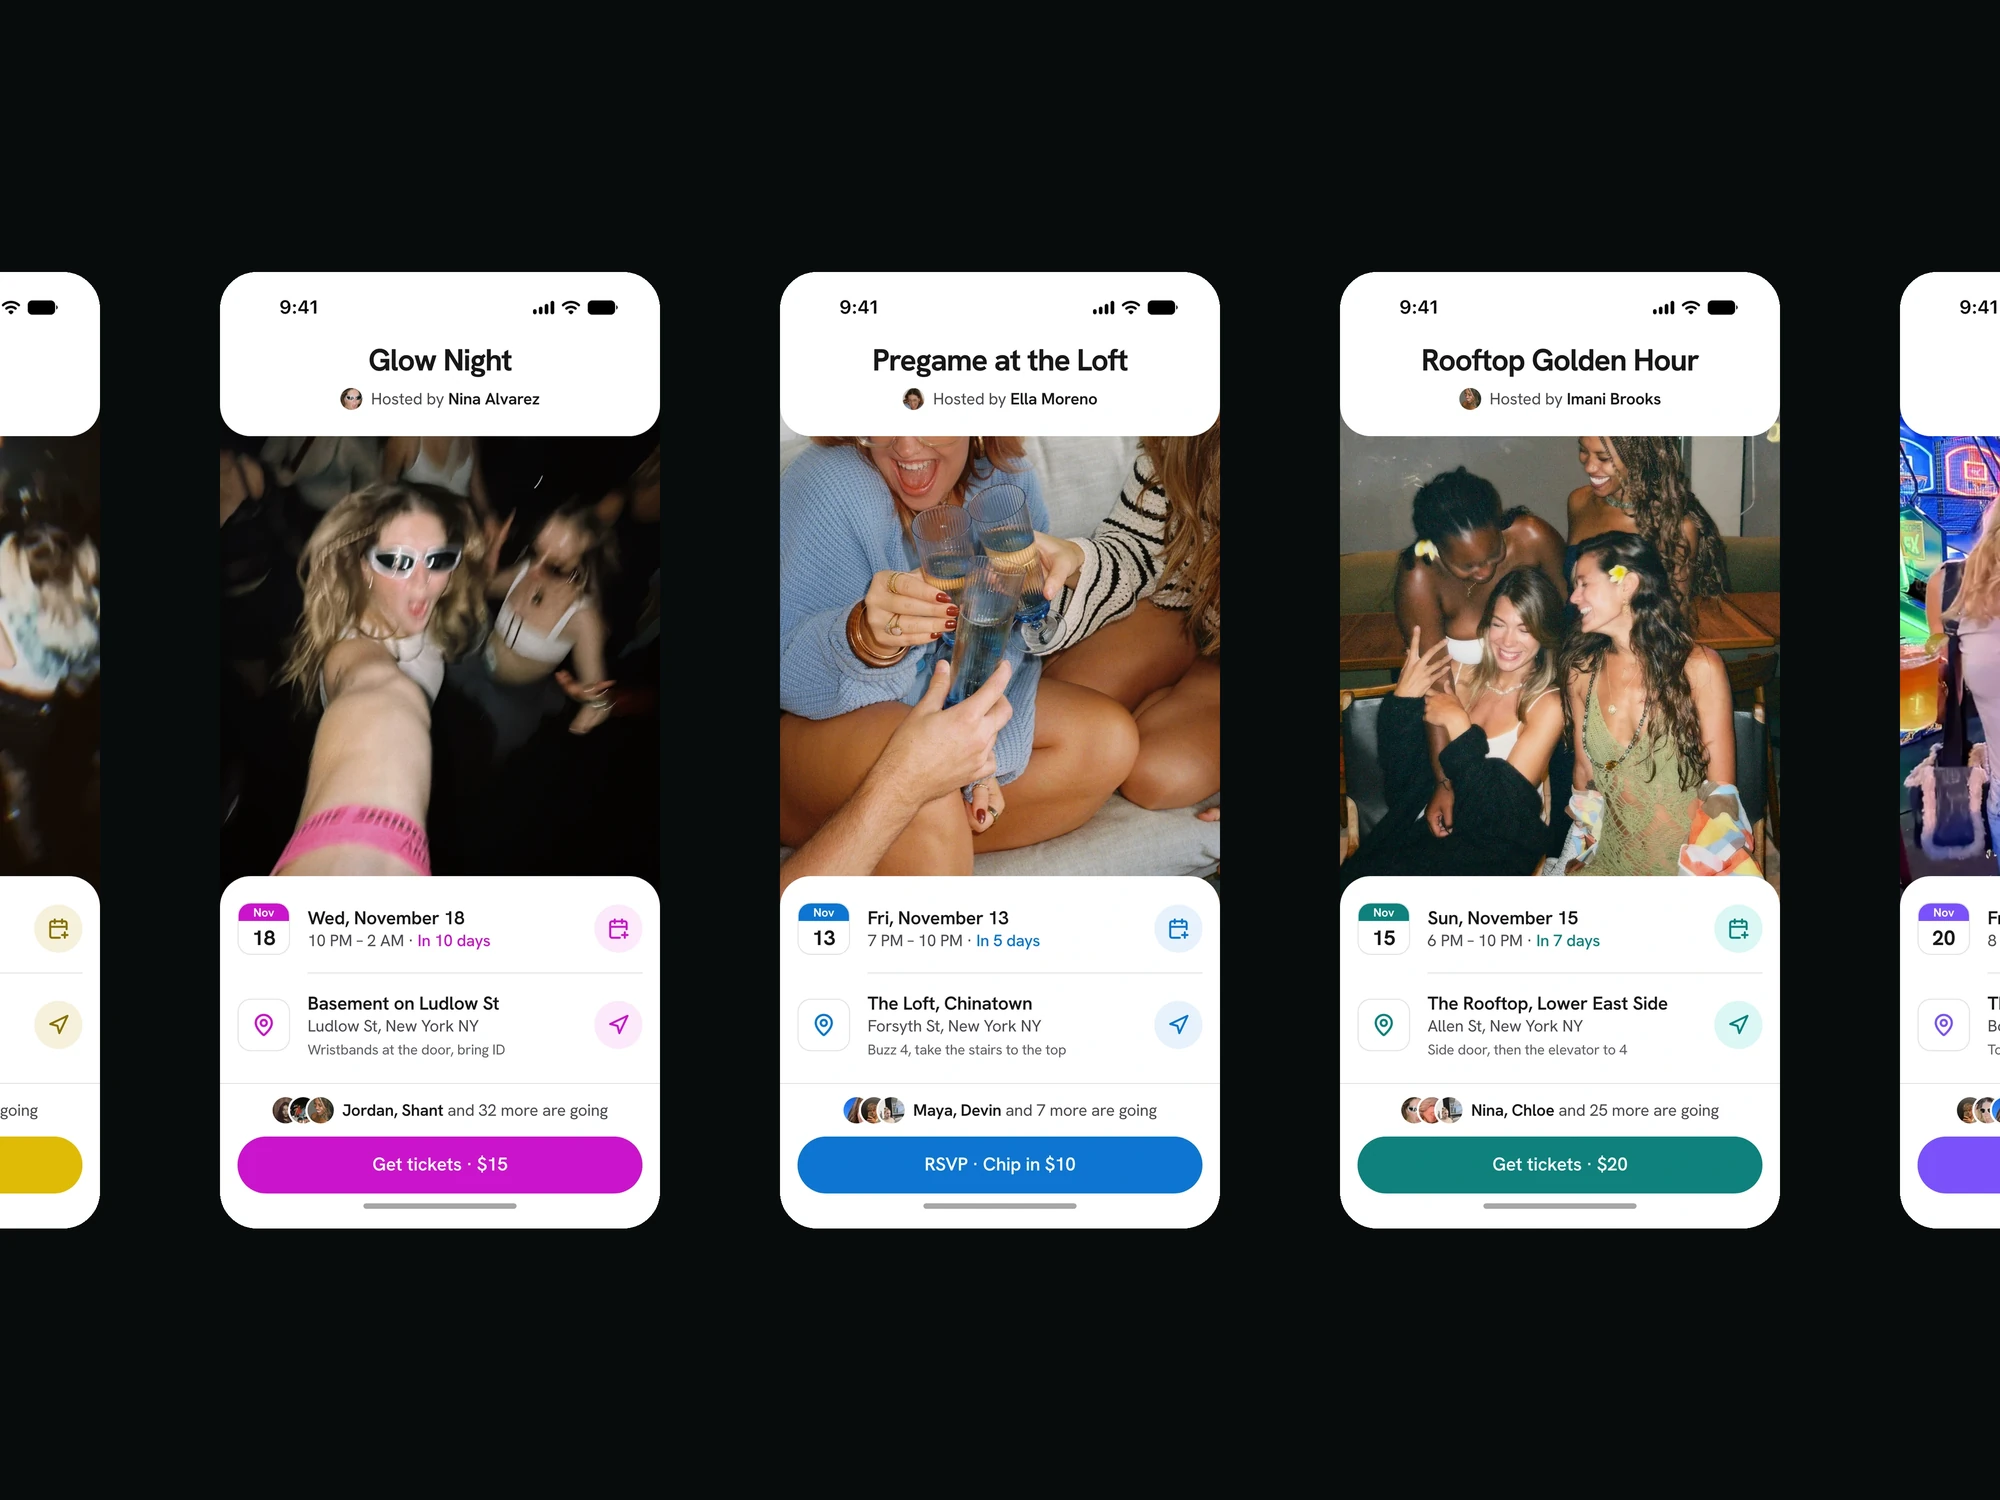 going
9:41
Glow Night
Hosted by Nina Alvarez
Nov
18
Wed, November 18
10 PM – 2 AM · In 10 days
Basement on Ludlow St
Ludlow St, New York NY
Wristbands at the door, bring ID
Jordan, Shant and 32 more are going
Get tickets · $15
9:41
Pregame at the Loft
Hosted by Ella Moreno
Nov
13
Fri, November 13
7 PM – 10 PM · In 5 days
The Loft, Chinatown
Forsyth St, New York NY
Buzz 4, take the stairs to the top
Maya, Devin and 7 more are going
RSVP · Chip in $10
9:41
Rooftop Golden Hour
Hosted by Imani Brooks
Nov
15
Sun, November 15
6 PM – 10 PM · In 7 days
The Rooftop, Lower East Side
Allen St, New York NY
Side door, then the elevator to 4
Nina, Chloe and 25 more are going
Get tickets · $20
9:41
Nov
20
8